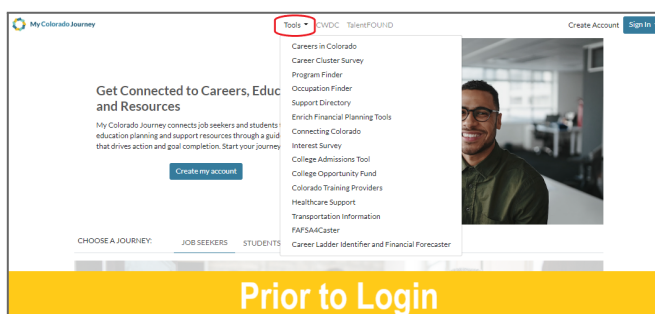 My Colorado Journey
Tools
CWDC
TalentFOUND
Create Account
Sign In
Careers in Colorado
Career Cluster Survey
Program Finder
Occupation Finder
Support Directory
Enrich Financial Planning Tools
Connecting Colorado
Interest Survey
College Admissions Tool
College Opportunity Fund
Colorado Training Providers
Healthcare Support
Transportation Information
FAFSA4Caster
Career Ladder Identifier and Financial Forecaster
Get Connected to Careers, Educ
and Resources
My Colorado Journey connects job seekers and students
education planning and support resources through a guid
that drives action and goal completion. Start your journey
Create my account
CHOOSE A JOURNEY:
JOB SEEKERS
STUDENTS
Prior to Login